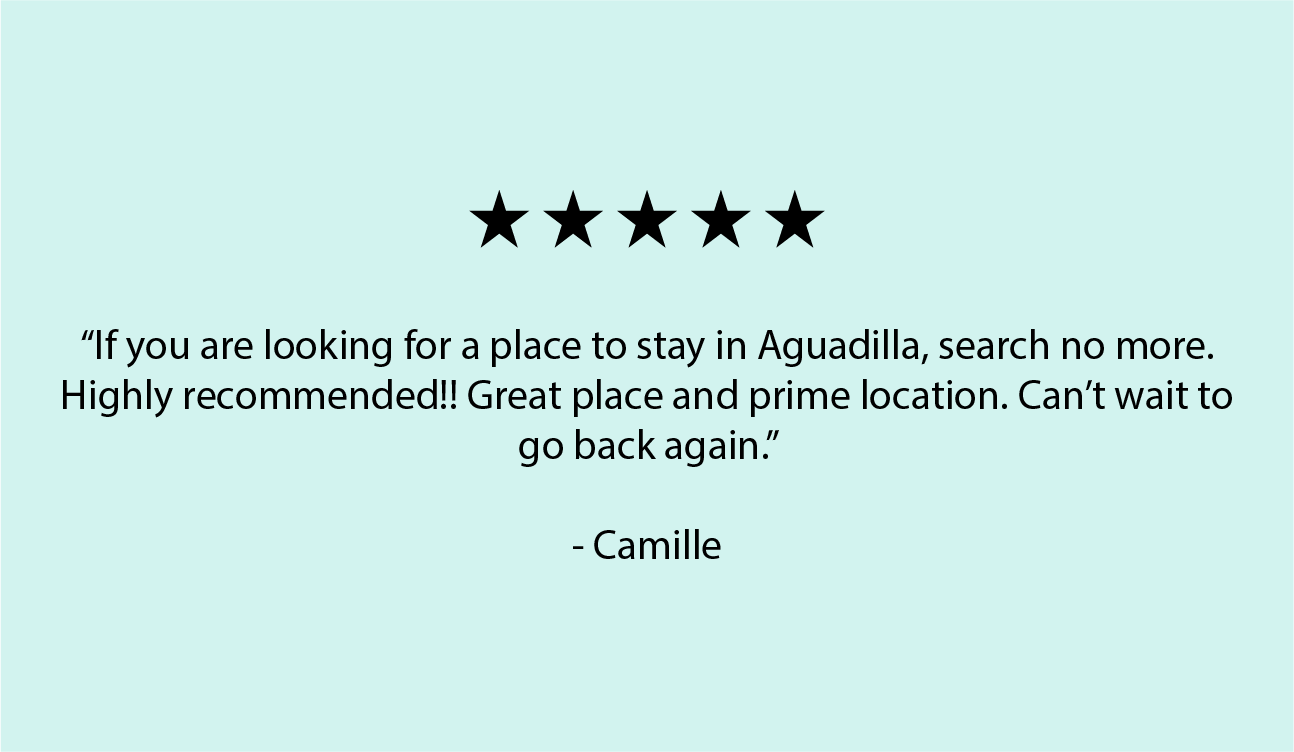 ★★★★★
“If you are looking for a place to stay in Aguadilla, search no more.
Highly recommended!! Great place and prime location. Can’t wait to
go back again.”
- Camille